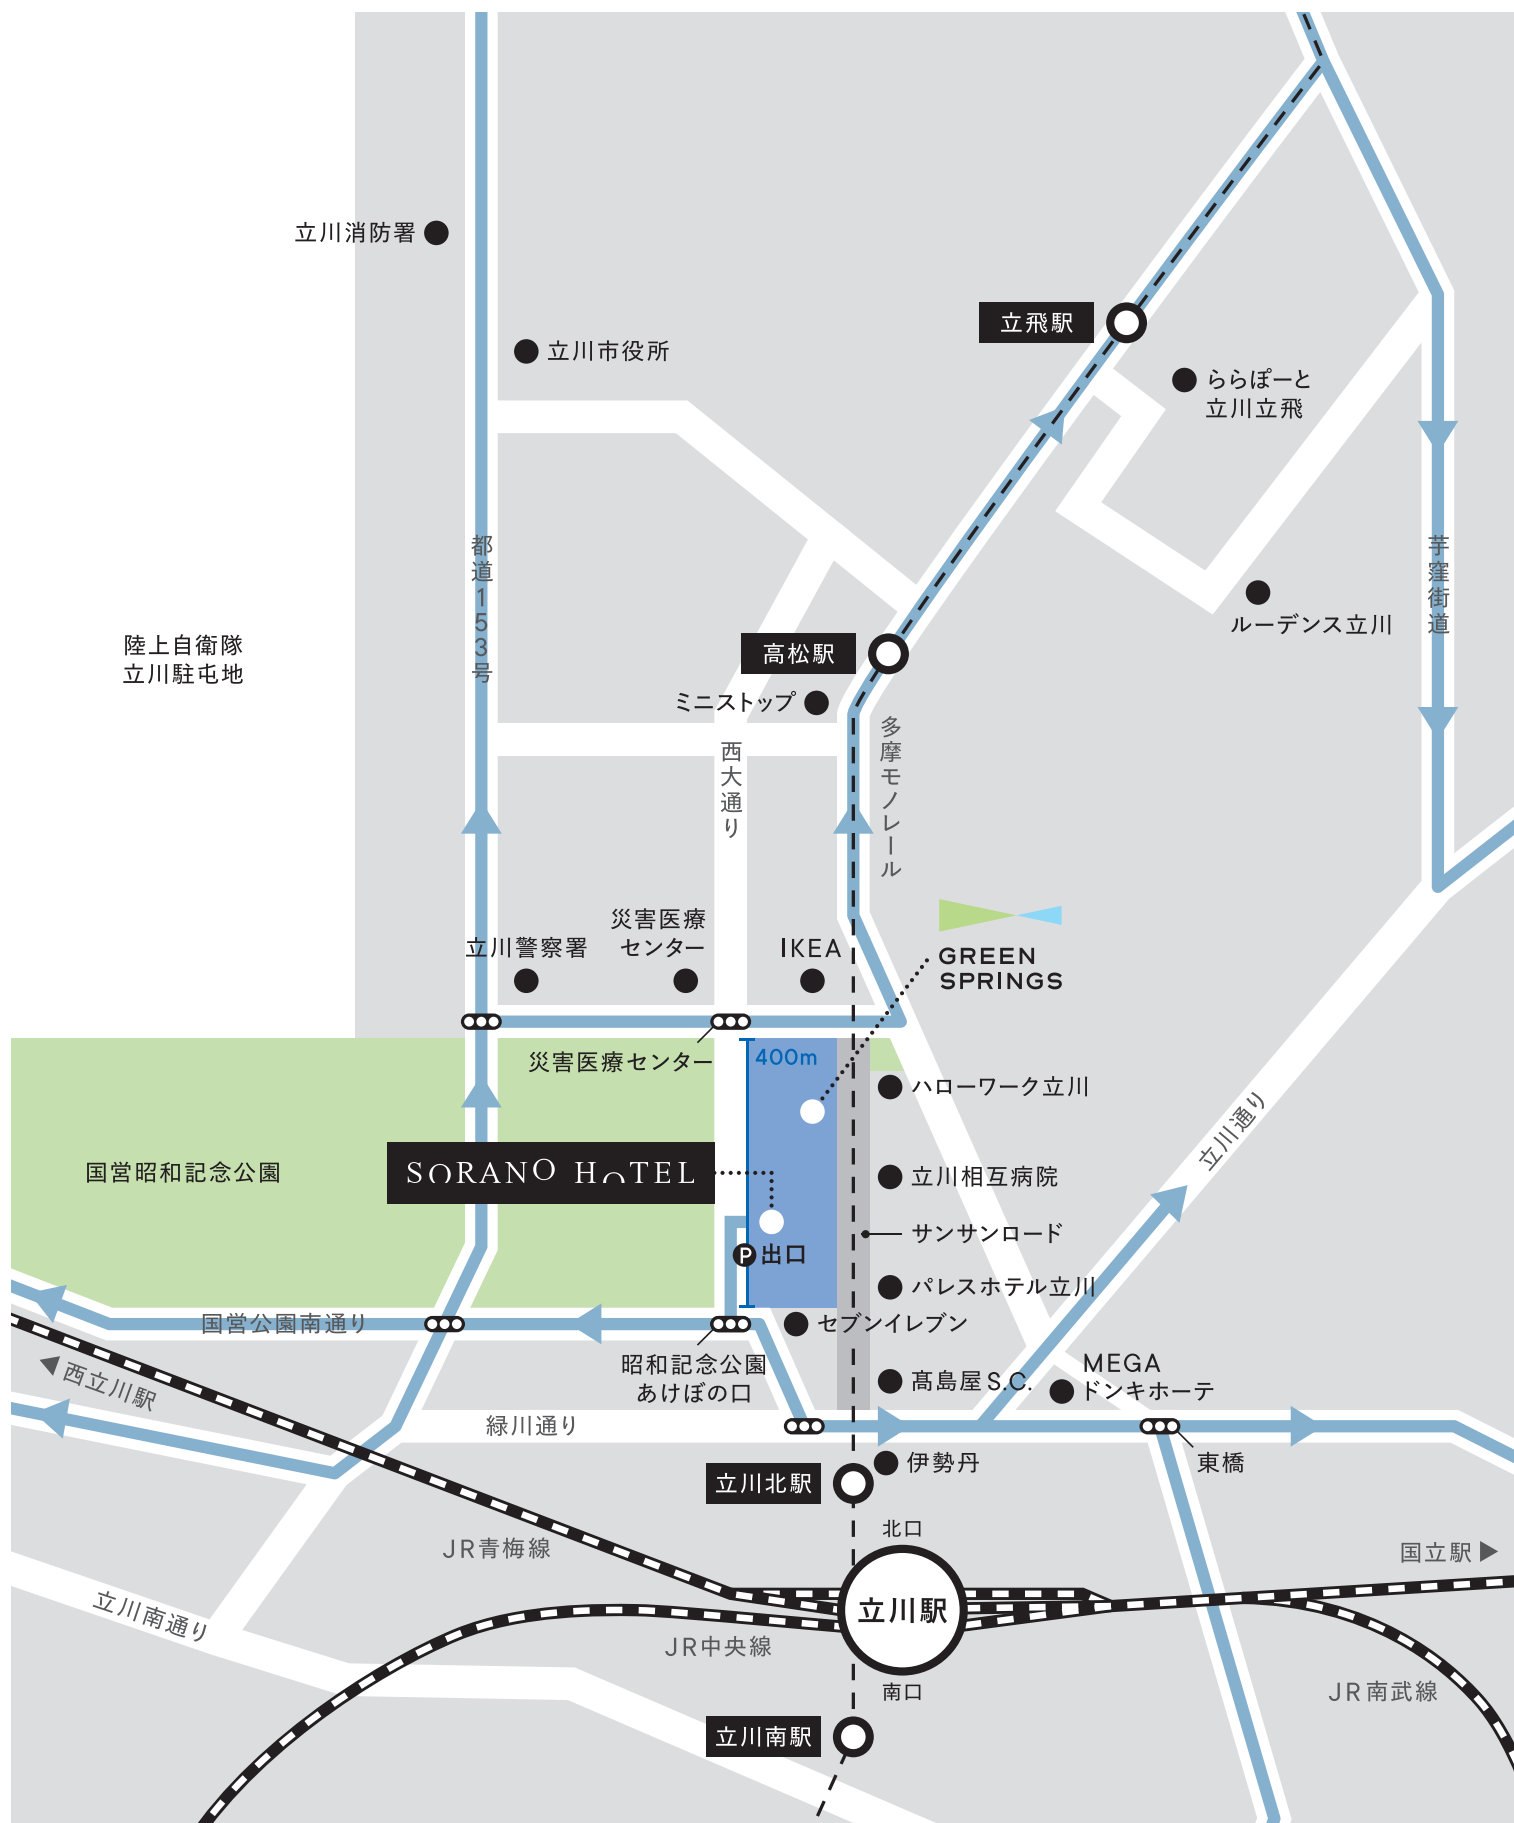 立川消防署
立飛駅
立川市役所
ららぽーと
立川立飛
都道153号
芋窪街道
ルーデンス立川
陸上自衛隊
立川駐屯地
高松駅
ミニストップ
多摩モノレール
西大通り
災害医療
センター
立川警察署
IKEA
GREEN
SPRINGS
災害医療センター
400m
ハローワーク立川
立川通り
国営昭和記念公園
SORANO HOTEL
立川相互病院
サンサンロード
P出口
パレスホテル立川
国営公園南通り
セブンイレブン
昭和記念公園
あけぼの口
西立川駅
髙島屋S.C.
MEGA
ドンキホーテ
緑川通り
伊勢丹
東橋
立川北駅
北口
JR青梅線
国立駅
立川南通り
立川駅
JR中央線
南口
JR南武線
立川南駅